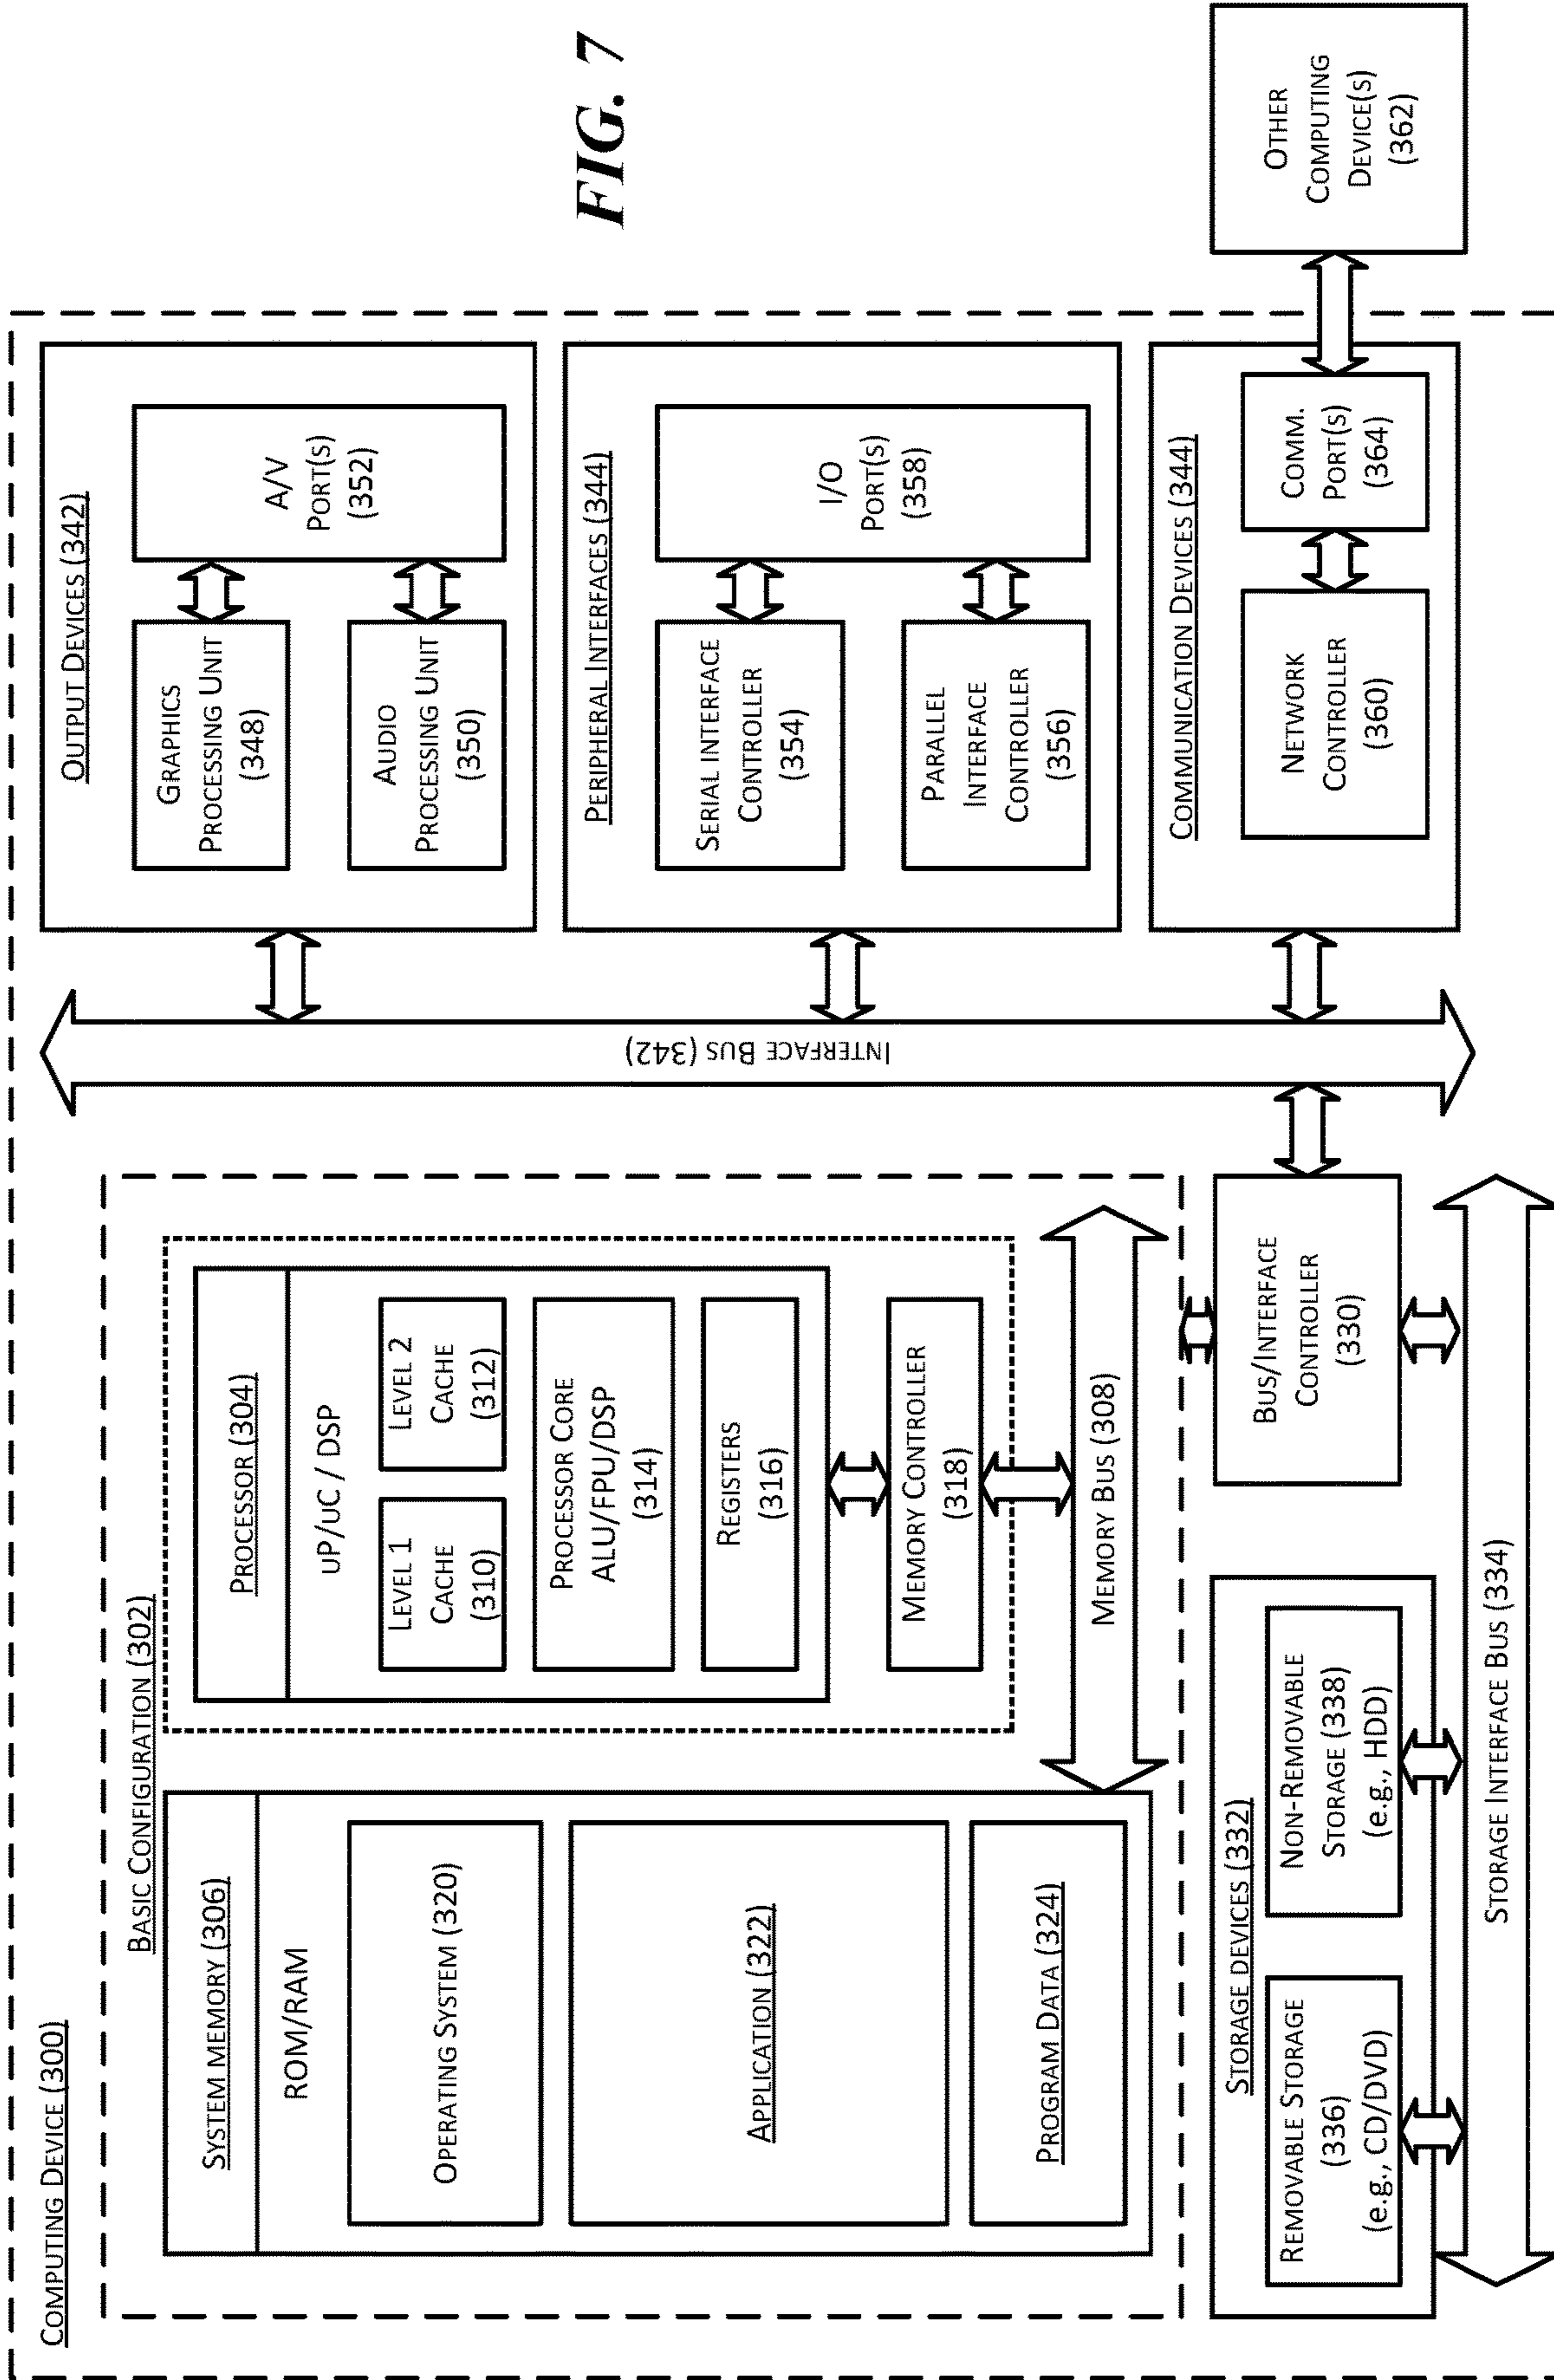 COMPUTING DEVICE (300)
BASIC CONFIGURATION (302)
SYSTEM MEMORY (306)
ROM/RAM
OPERATING SYSTEM (320)
APPLICATION (322)
PROGRAM DATA (324)
PROCESSOR (304)
UP/UC / DSP
LEVEL 1
CACHE
(310)
LEVEL 2
CACHE
(312)
PROCESSOR CORE
ALU/FPU/DSP
(314)
REGISTERS
(316)
MEMORY CONTROLLER
(318)
MEMORY BUS (308)
BUS/INTERFACE
CONTROLLER
(330)
STORAGE DEVICES (332)
REMOVABLE STORAGE
(336)
(e.g., CD/DVD)
NON-REMOVABLE
STORAGE (338)
(e.g., HDD)
STORAGE INTERFACE BUS (334)
INTERFACE BUS (342)
OUTPUT DEVICES (342)
GRAPHICS
PROCESSING UNIT
(348)
AUDIO
PROCESSING UNIT
(350)
A/V
PORT(S)
(352)
PERIPHERAL INTERFACES (344)
SERIAL INTERFACE
CONTROLLER
(354)
PARALLEL
INTERFACE
CONTROLLER
(356)
I/O
PORT(S)
(358)
COMMUNICATION DEVICES (344)
NETWORK
CONTROLLER
(360)
COMM.
PORT(S)
(364)
OTHER
COMPUTING
DEVICE(S)
(362)
FIG. 7